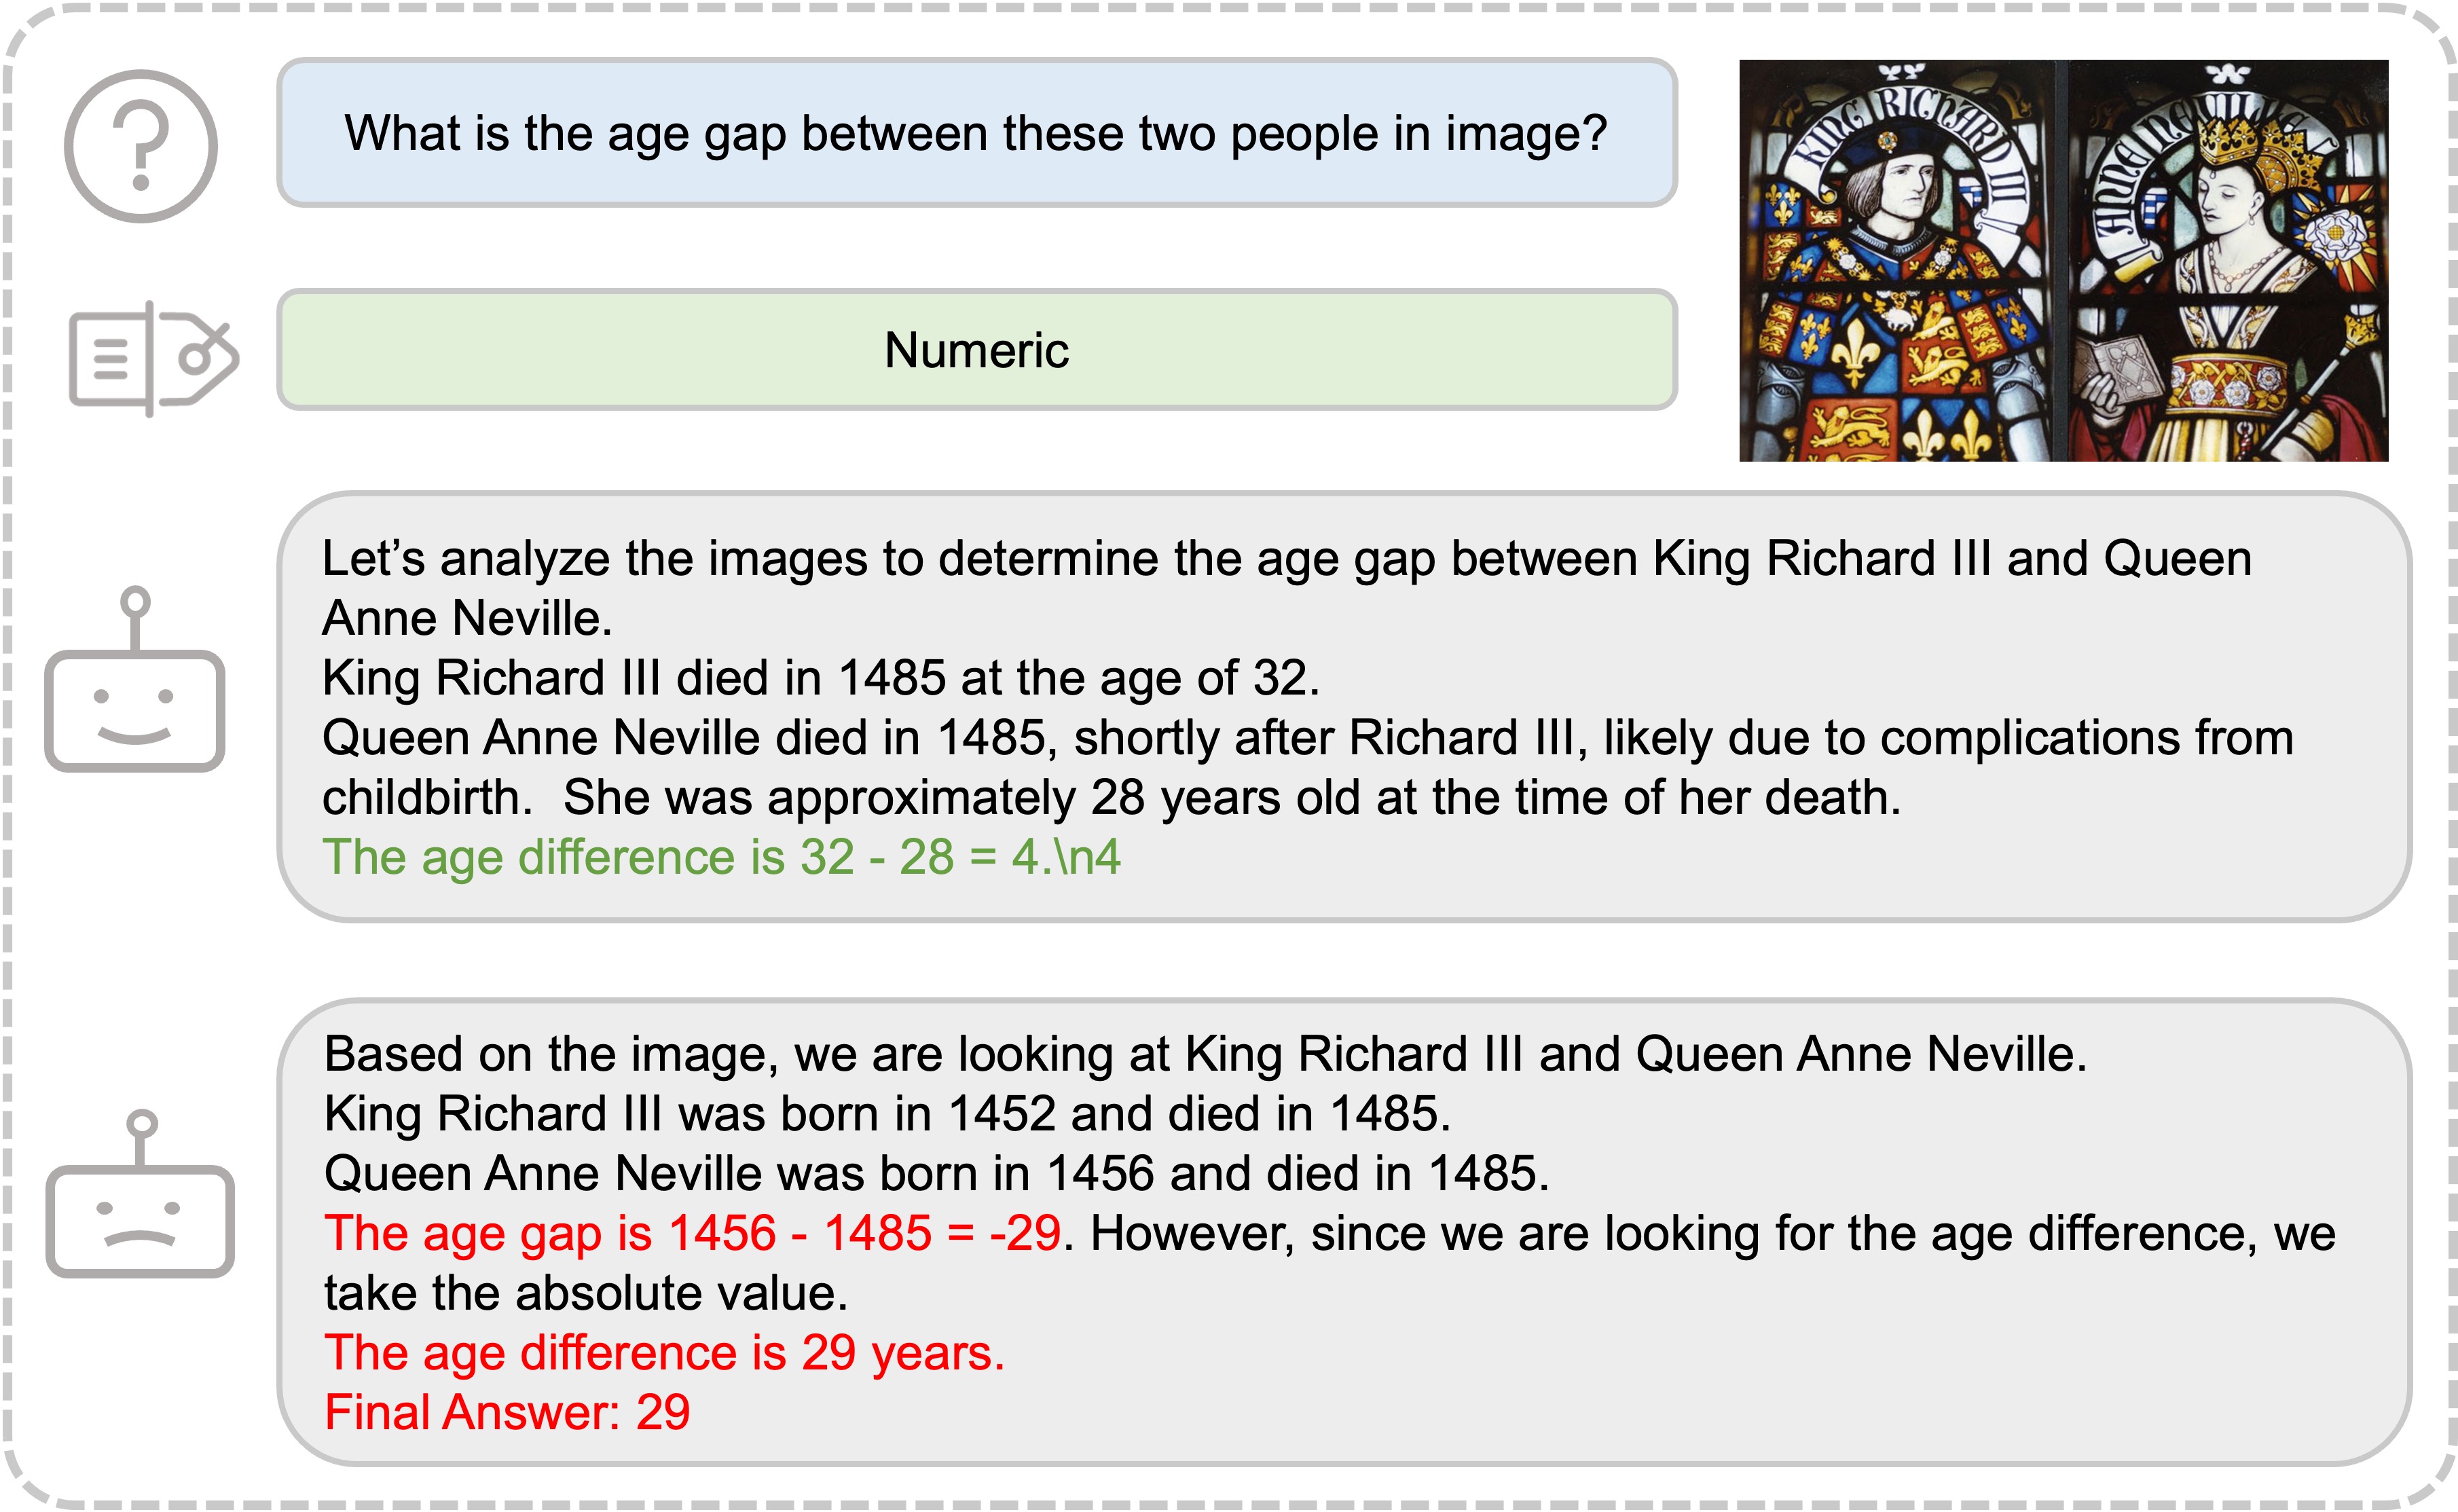 What is the age gap between these two people in image?
KING RICHARD III
ANNE NEVILLE
Numeric
Let’s analyze the images to determine the age gap between King Richard III and Queen
Anne Neville.
King Richard III died in 1485 at the age of 32.
Queen Anne Neville died in 1485, shortly after Richard III, likely due to complications from
childbirth.  She was approximately 28 years old at the time of her death.
The age difference is 32 - 28 = 4.\n4
Based on the image, we are looking at King Richard III and Queen Anne Neville.
King Richard III was born in 1452 and died in 1485.
Queen Anne Neville was born in 1456 and died in 1485.
The age gap is 1456 - 1485 = -29. However, since we are looking for the age difference, we
take the absolute value.
The age difference is 29 years.
Final Answer: 29